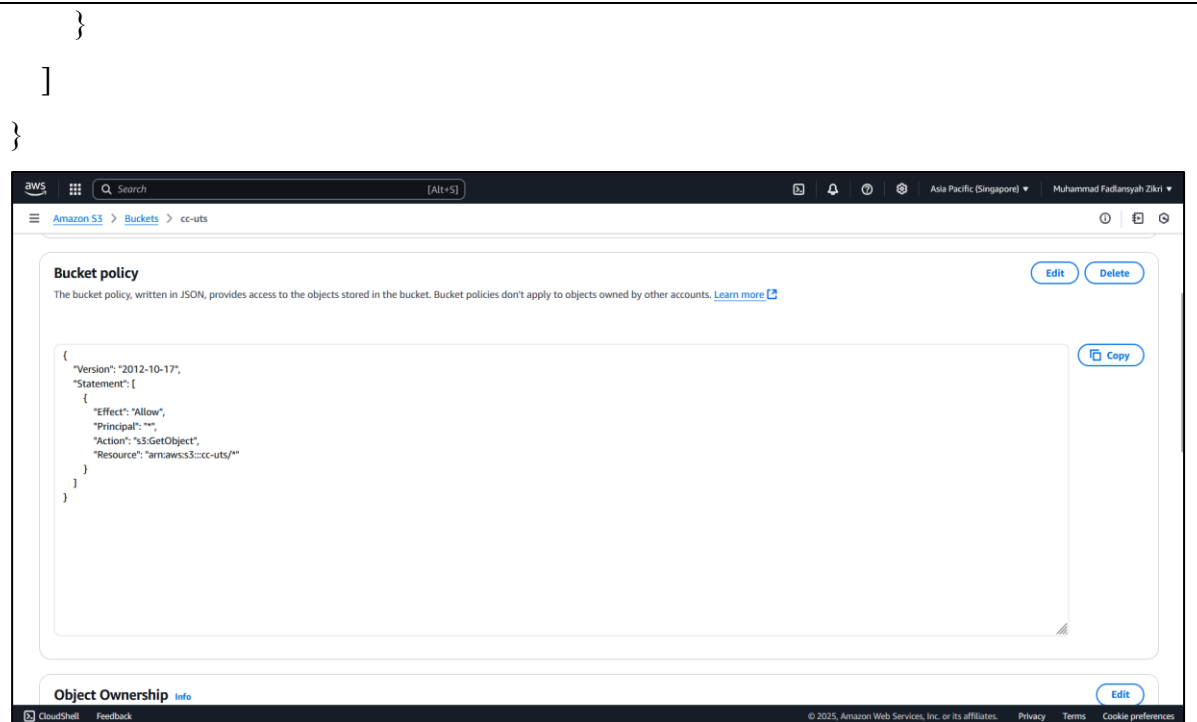 }
]
}
aws Search [Alt+S] Asia Pacific (Singapore) Muhammad Fadlansyah Zikri
Amazon S3 > Buckets > cc-uts
Bucket policy Edit Delete
The bucket policy, written in JSON, provides access to the objects stored in the bucket. Bucket policies don't apply to objects owned by other accounts. Learn more
Copy
{
"Version": "2012-10-17",
"Statement": [
{
"Effect": "Allow",
"Principal": "*",
"Action": "s3:GetObject",
"Resource": "arn:aws:s3:::cc-uts/*"
}
]
}
Object Ownership Info Edit
CloudShell Feedback © 2025, Amazon Web Services, Inc. or its affiliates. Privacy Terms Cookie preferences